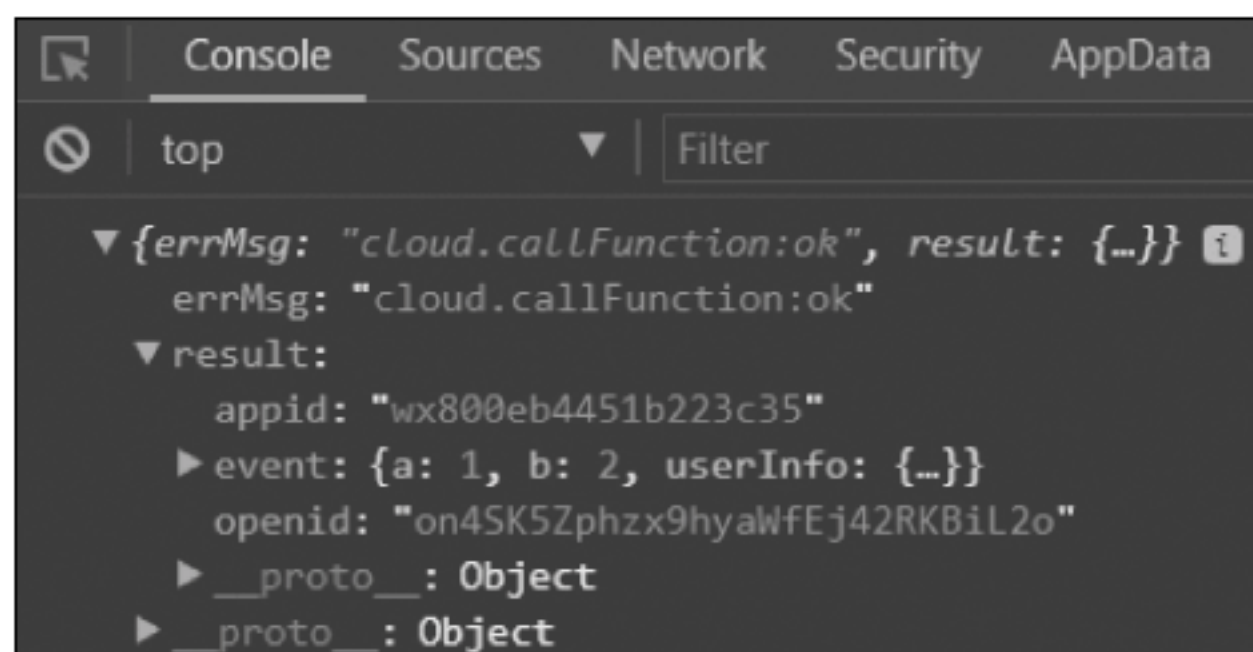 Console Sources Network Security AppData
top ▼ Filter
▼ {errMsg: "cloud.callFunction:ok", result: {…}} i
errMsg: "cloud.callFunction:ok"
▼ result:
appid: "wx800eb4451b223c35"
▶ event: {a: 1, b: 2, userInfo: {…}}
openid: "on4SK5Zphzx9hyaWfEj42RKBiL2o"
▶ __proto__: Object
▶ __proto__: Object